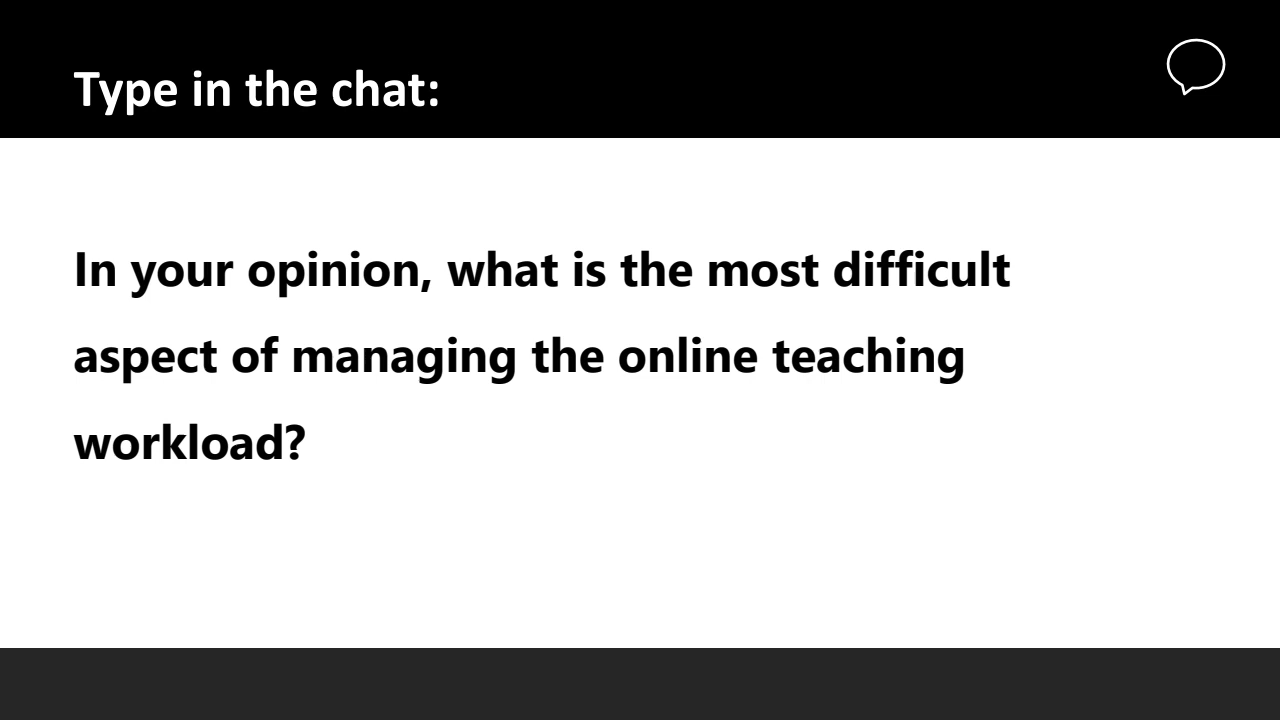 Type in the chat:
In your opinion, what is the most difficult
aspect of managing the online teaching
workload?